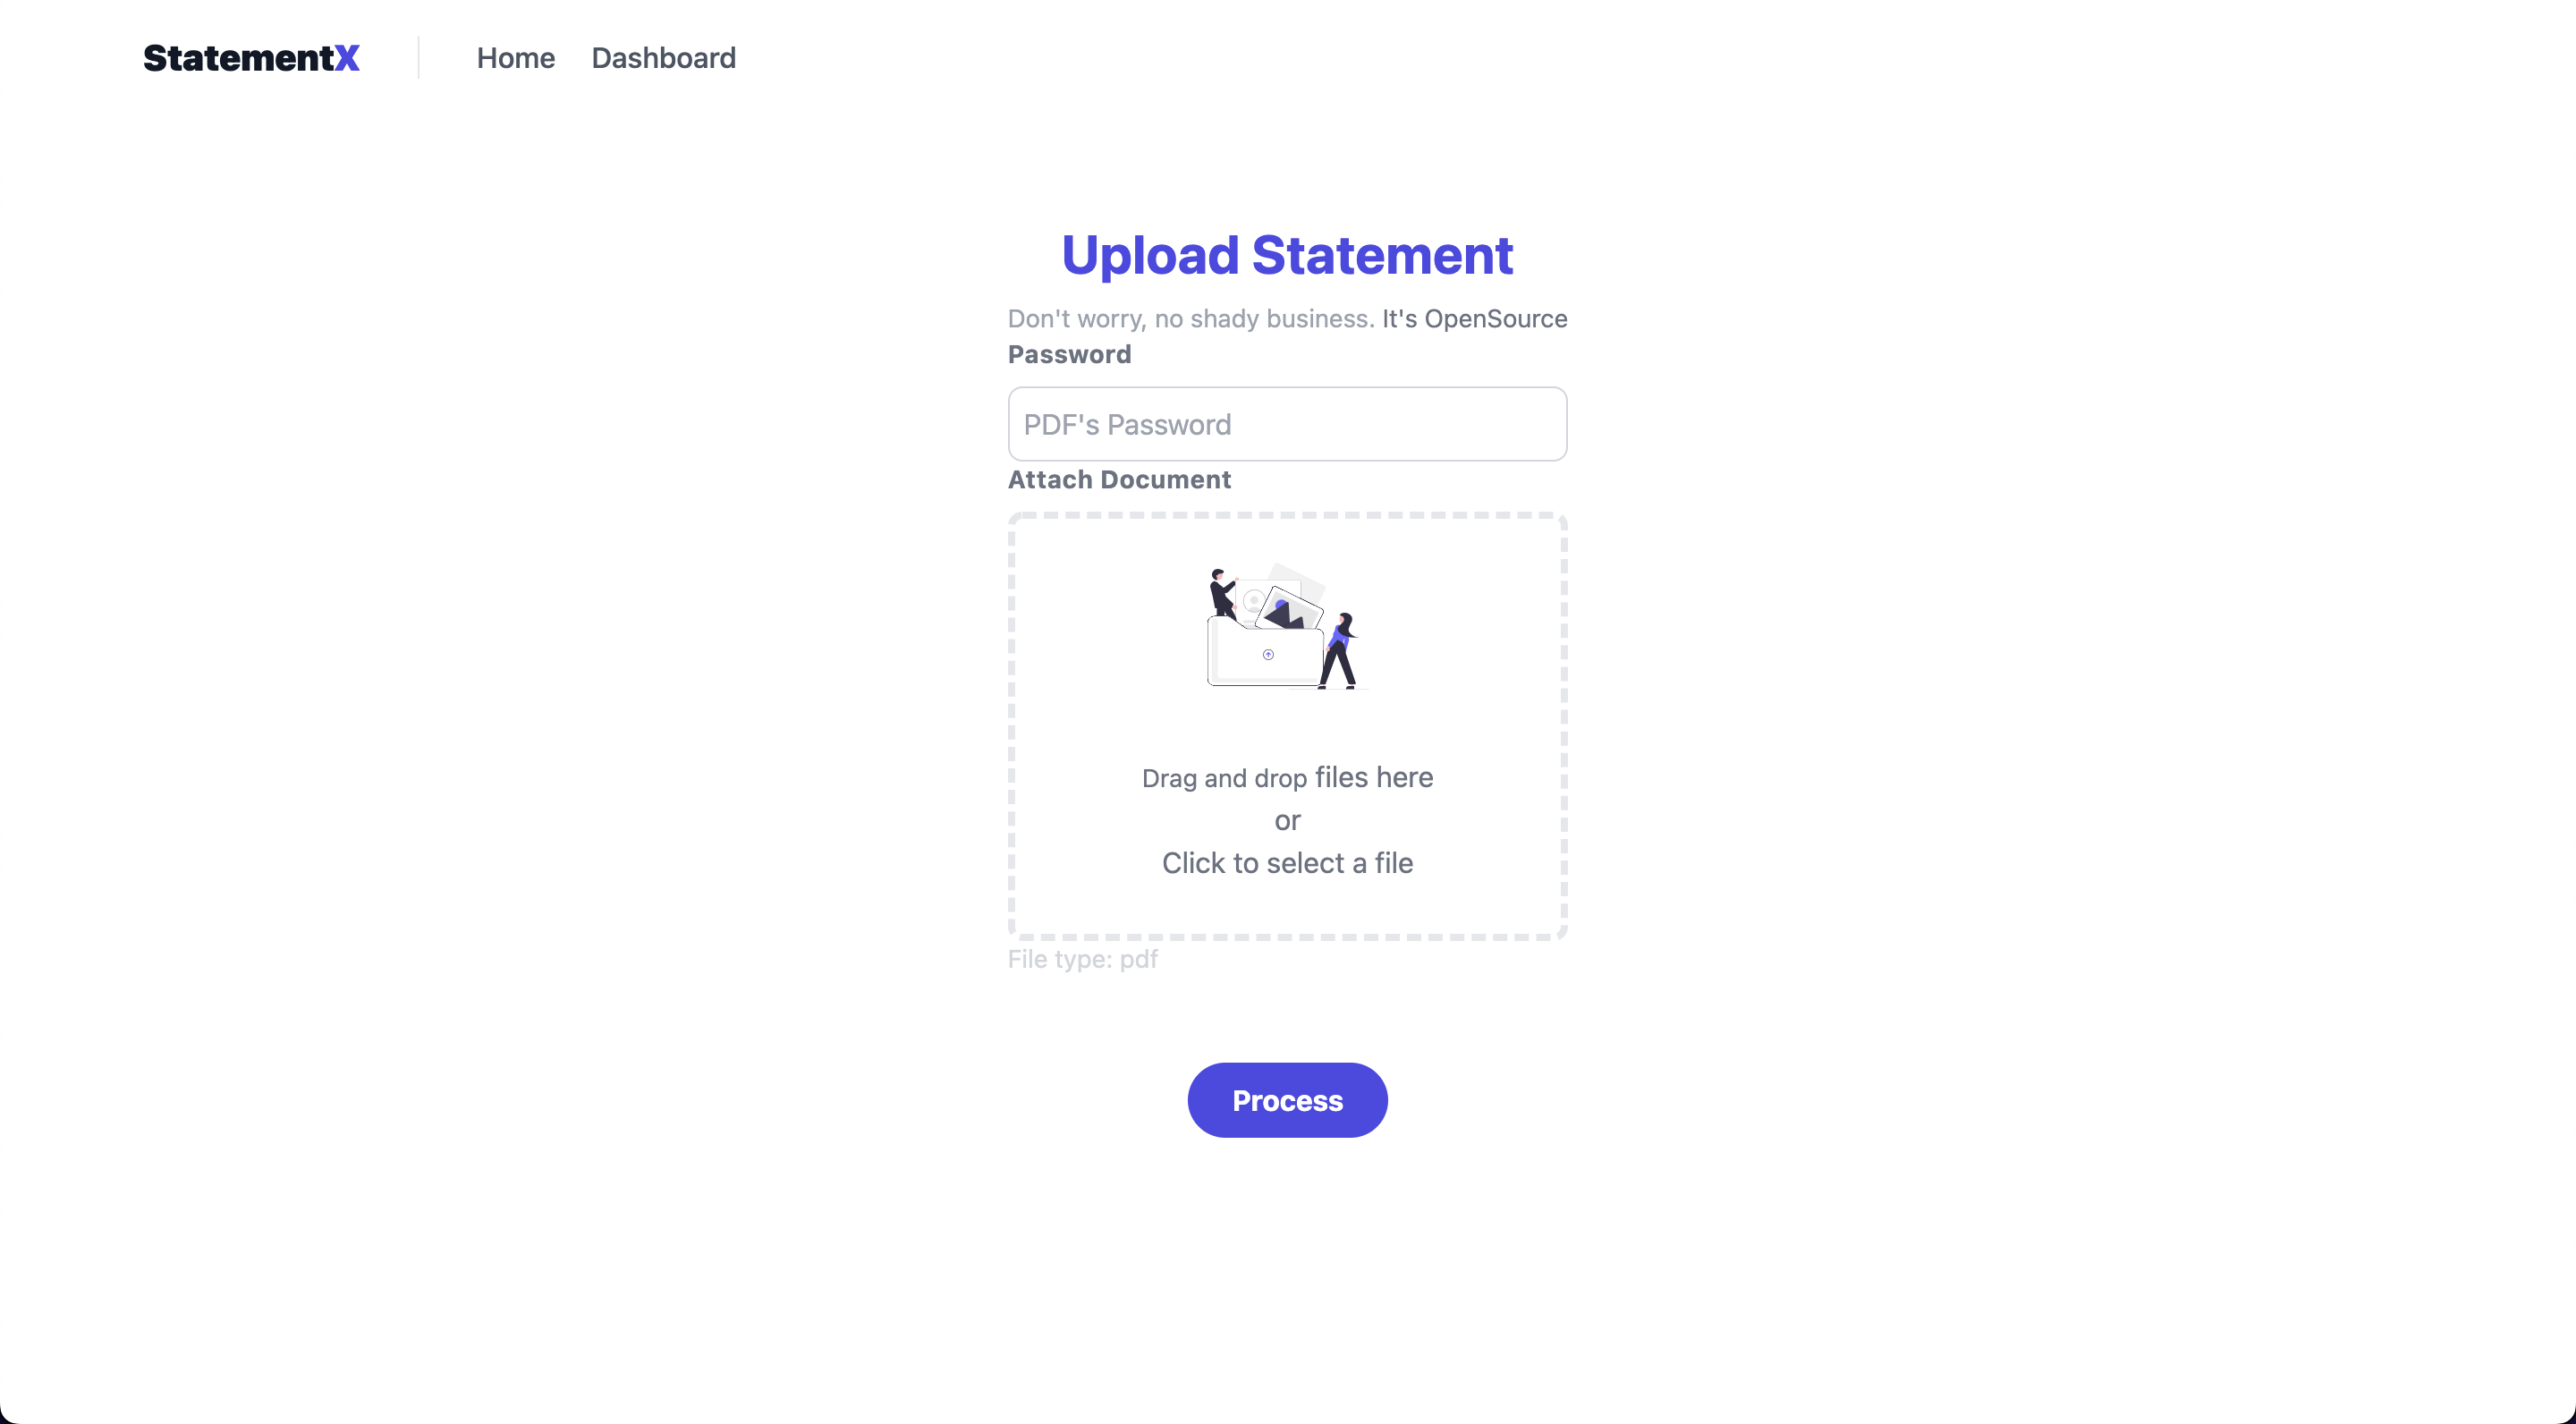 StatementX
Home
Dashboard
Upload Statement
Don't worry, no shady business. It's OpenSource
Password
PDF's Password
Attach Document
Drag and drop files here
or
Click to select a file
File type: pdf
Process